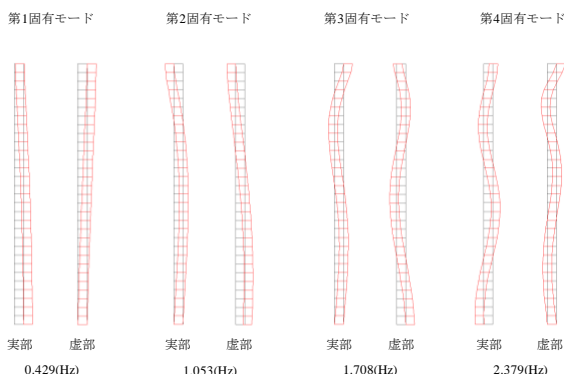 第1固有モード 第2固有モード 第3固有モード 第4固有モード
実部 虚部 実部 虚部 実部 虚部 実部 虚部
0.429(Hz) 1.053(Hz) 1.708(Hz) 2.379(Hz)